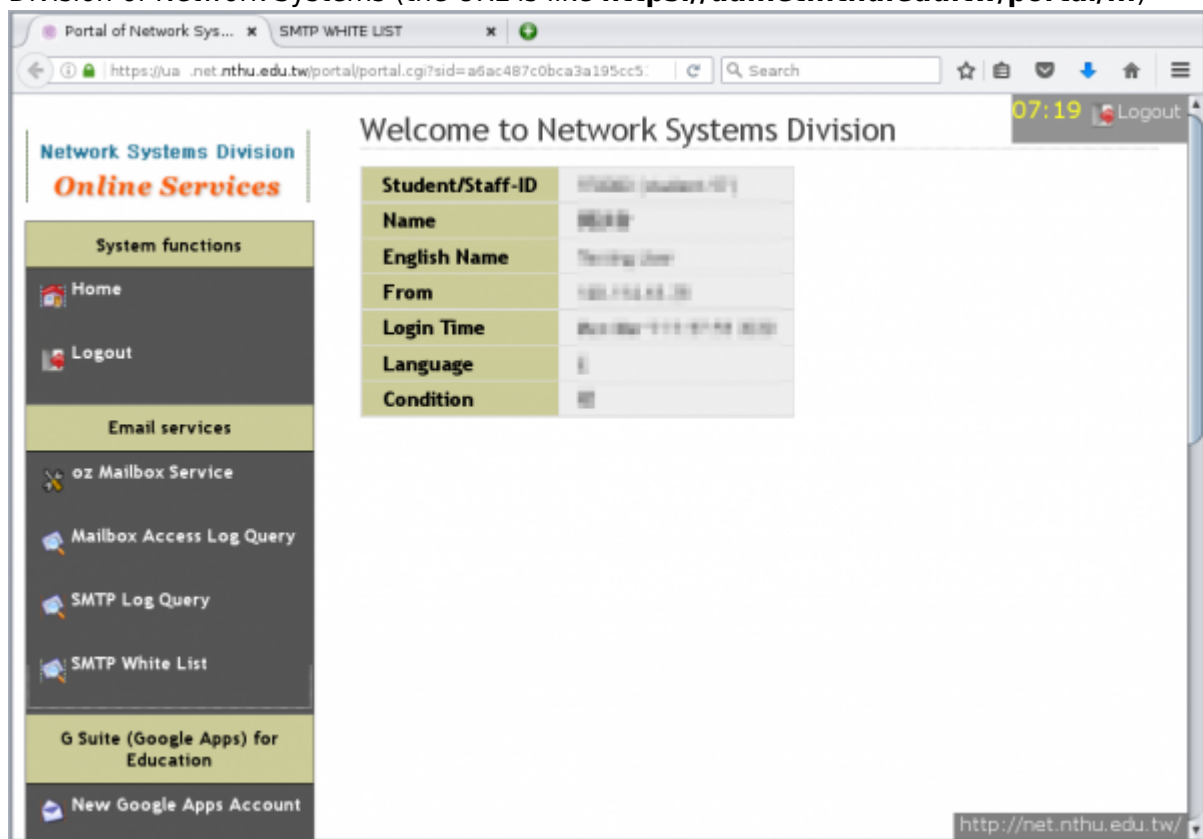 Portal of Network Sys... × SMTP WHITE LIST ×
net.nthu.edu.tw/portal/portal.cgi?sid=a6ac487c0bca3a195cc5 Search
07:19 Logout
Network Systems Division
Online Services
Welcome to Network Systems Division
Student/Staff-ID
Name
English Name
From
Login Time
Language
Condition
System functions
Home
Logout
Email services
oz Mailbox Service
Mailbox Access Log Query
SMTP Log Query
SMTP White List
G Suite (Google Apps) for
Education
New Google Apps Account
http://net.nthu.edu.tw/